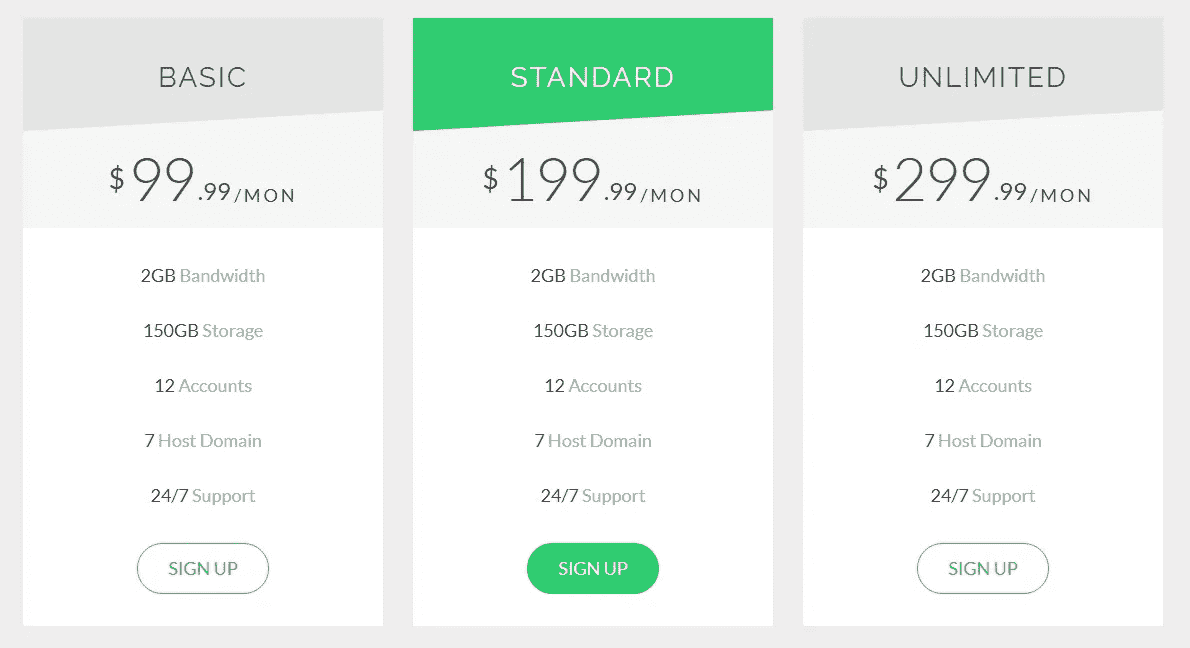 BASIC
$99.99/MON
2GB Bandwidth
150GB Storage
12 Accounts
7 Host Domain
24/7 Support
SIGN UP
STANDARD
$199.99/MON
2GB Bandwidth
150GB Storage
12 Accounts
7 Host Domain
24/7 Support
SIGN UP
UNLIMITED
$299.99/MON
2GB Bandwidth
150GB Storage
12 Accounts
7 Host Domain
24/7 Support
SIGN UP